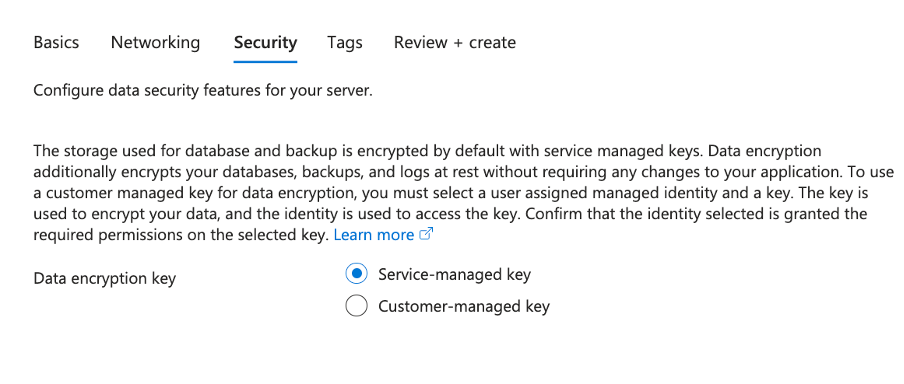 Basics Networking Security Tags Review + create
Configure data security features for your server.
The storage used for database and backup is encrypted by default with service managed keys. Data encryption
additionally encrypts your databases, backups, and logs at rest without requiring any changes to your application. To use
a customer managed key for data encryption, you must select a user assigned managed identity and a key. The key is
used to encrypt your data, and the identity is used to access the key. Confirm that the identity selected is granted the
required permissions on the selected key. Learn more
Data encryption key Service-managed key
Customer-managed key